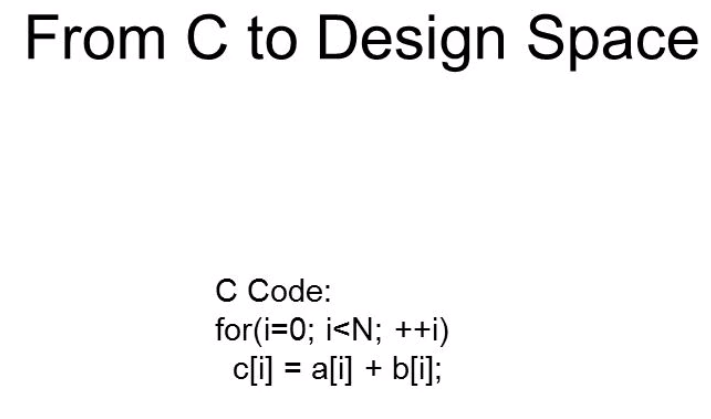 From C to Design Space
C Code:
for(i=0; i<N; ++i)
c[i] = a[i] + b[i];